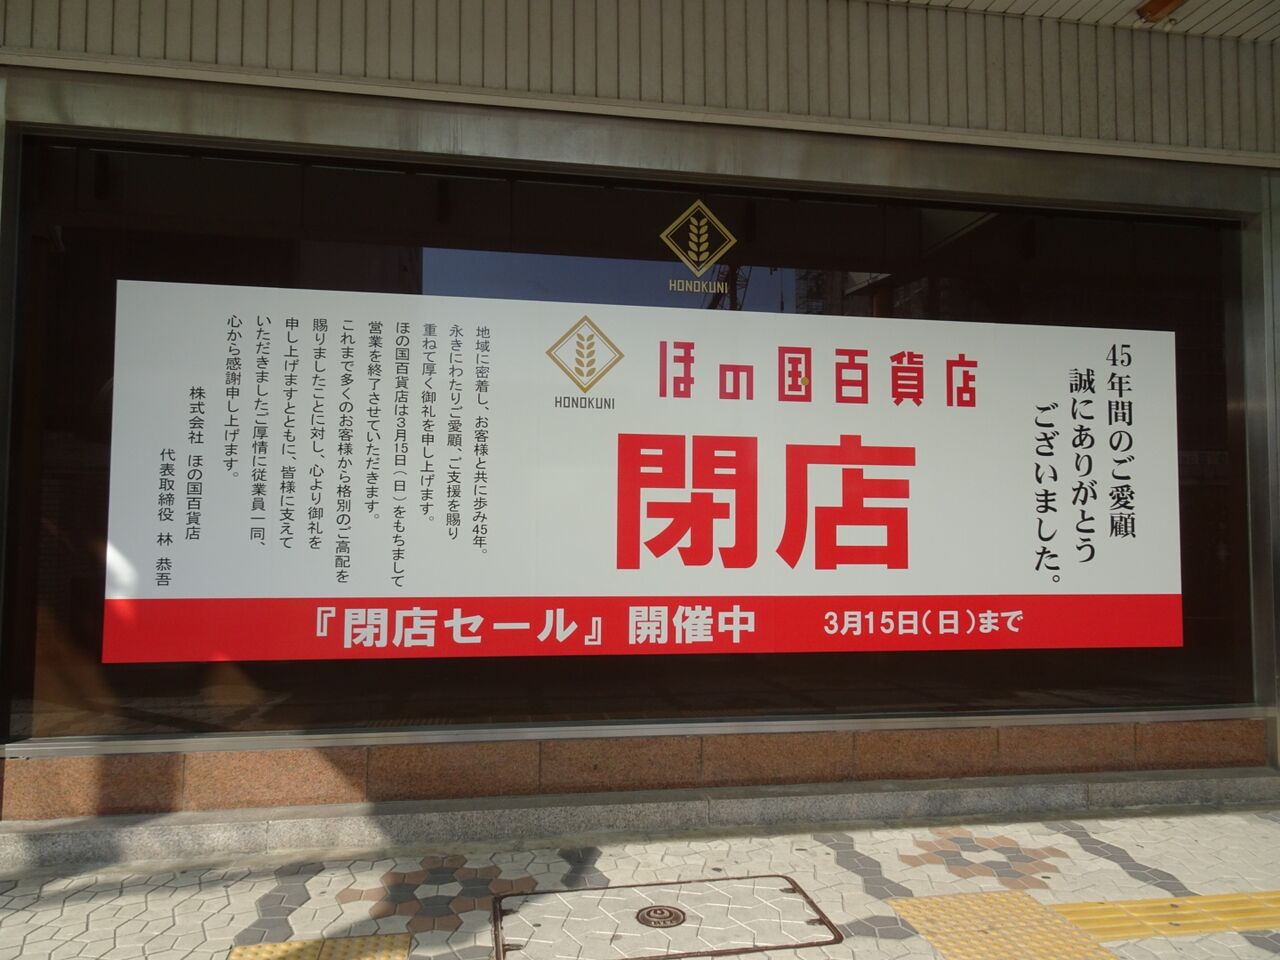 HONOKUNI
45年間のご愛顧
誠にありがとう
ございました。
HONOKUNI
ほの国百貨店
閉店
地域に密着し、お客様と共に歩み45年。
永きにわたりご愛顧、ご支援を賜り
重ねて厚く御礼を申し上げます。
ほの国百貨店は3月15日（日）をもちまして
営業を終了させていただきます。
これまで多くのお客様から格別のご高配を
賜りましたことに対し、心より御礼を
申し上げますとともに、皆様に支えて
いただきましたご厚情に従業員一同、
心から感謝申し上げます。
株式会社 ほの国百貨店
代表取締役 林 恭吾
『閉店セール』開催中 3月15日（日）まで